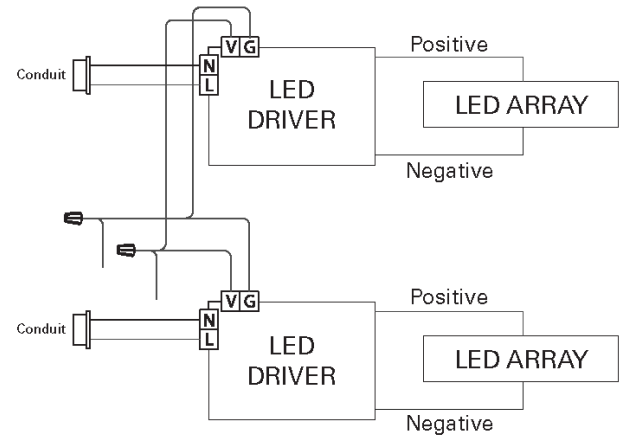 V G
Positive
Conduit
N
L
LED
DRIVER
LED ARRAY
Negative
V G
Positive
Conduit
N
L
LED
DRIVER
LED ARRAY
Negative